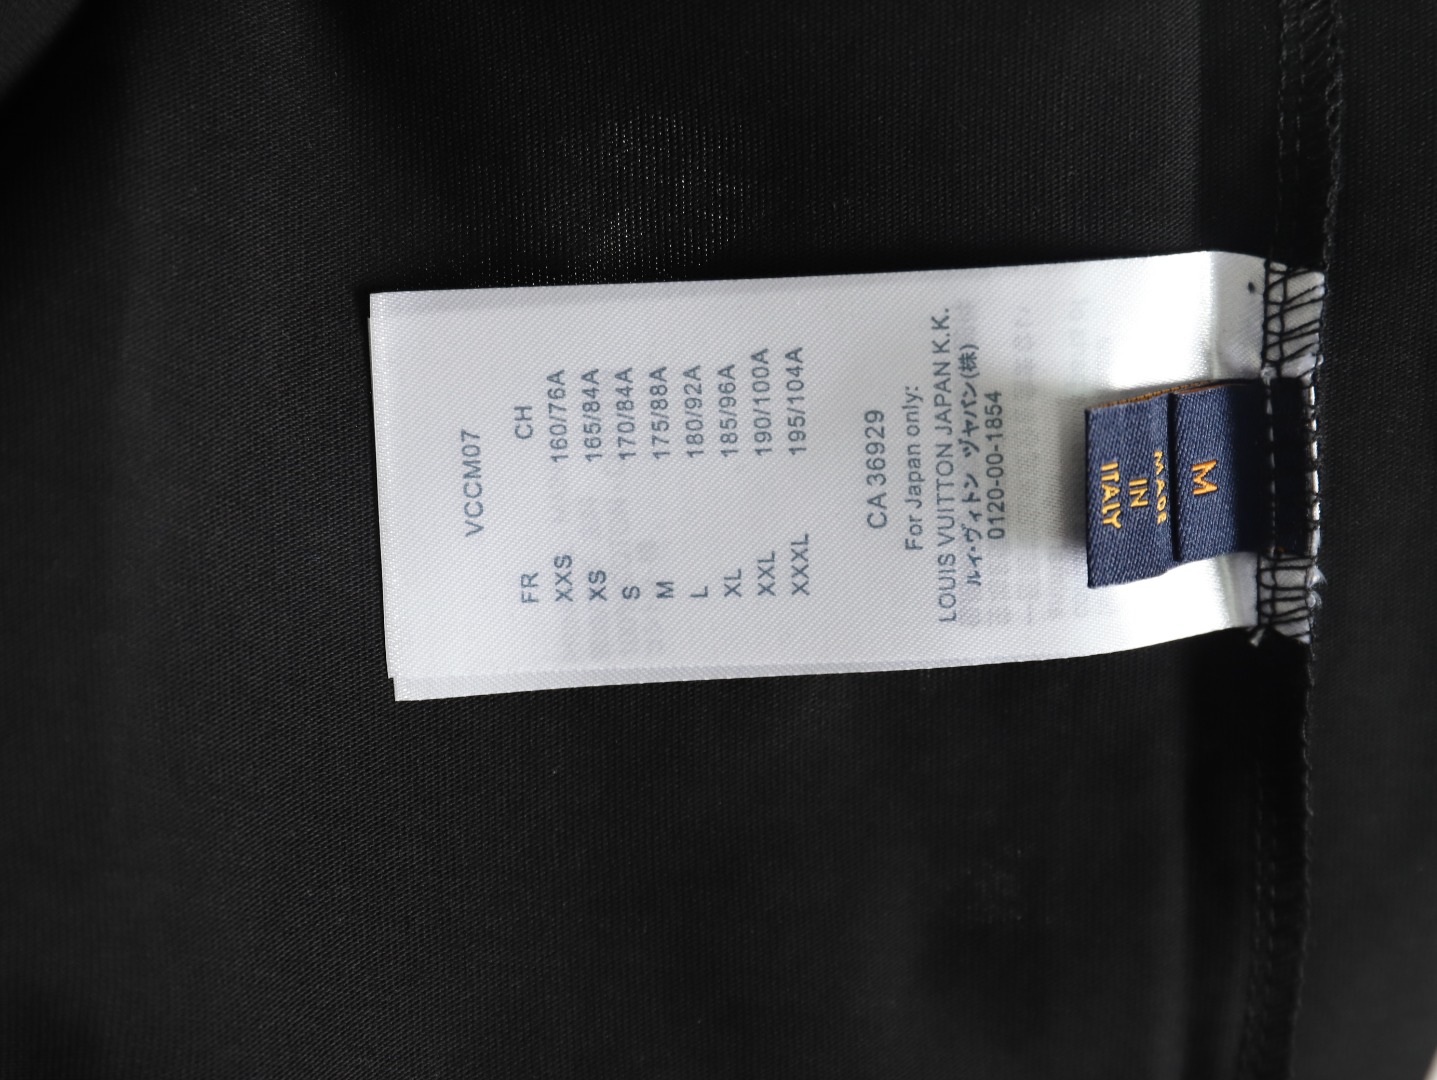 VCCM07
FR CH
XXS 160/76A
XS 165/84A
S 170/84A
M 175/88A
L 180/92A
XL 185/96A
XXL 190/100A
XXXL 195/104A
CA 36929
For Japan only:
LOUIS VUITTON JAPAN K.K.
ルイ・ヴィトン ヅャパン(株)
0120-00-1854
M
MADE
IN
ITALY